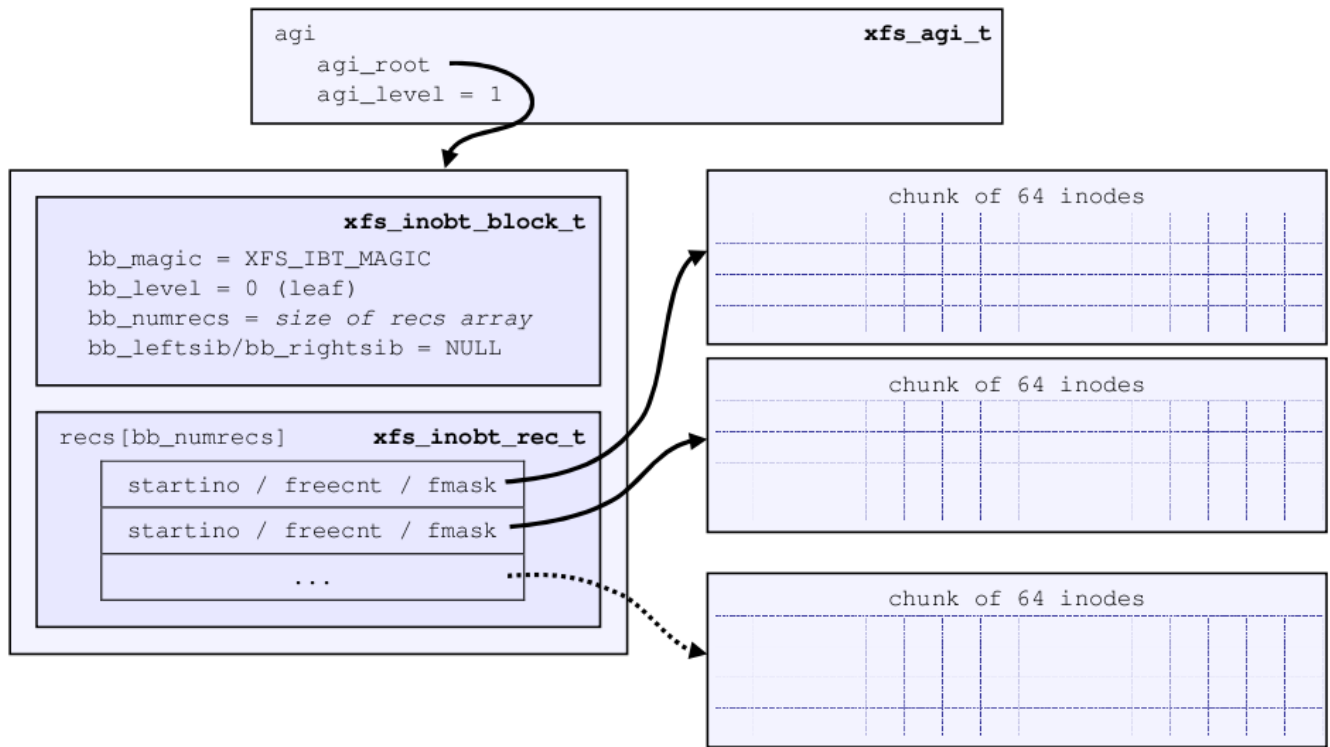 agi xfs_agi_t
agi_root
agi_level = 1
xfs_inobt_block_t
bb_magic = XFS_IBT_MAGIC
bb_level = 0 (leaf)
bb_numrecs = size of recs array
bb_leftsib/bb_rightsib = NULL
recs[bb_numrecs] xfs_inobt_rec_t
startino / freecnt / fmask
startino / freecnt / fmask
...
chunk of 64 inodes
chunk of 64 inodes
chunk of 64 inodes